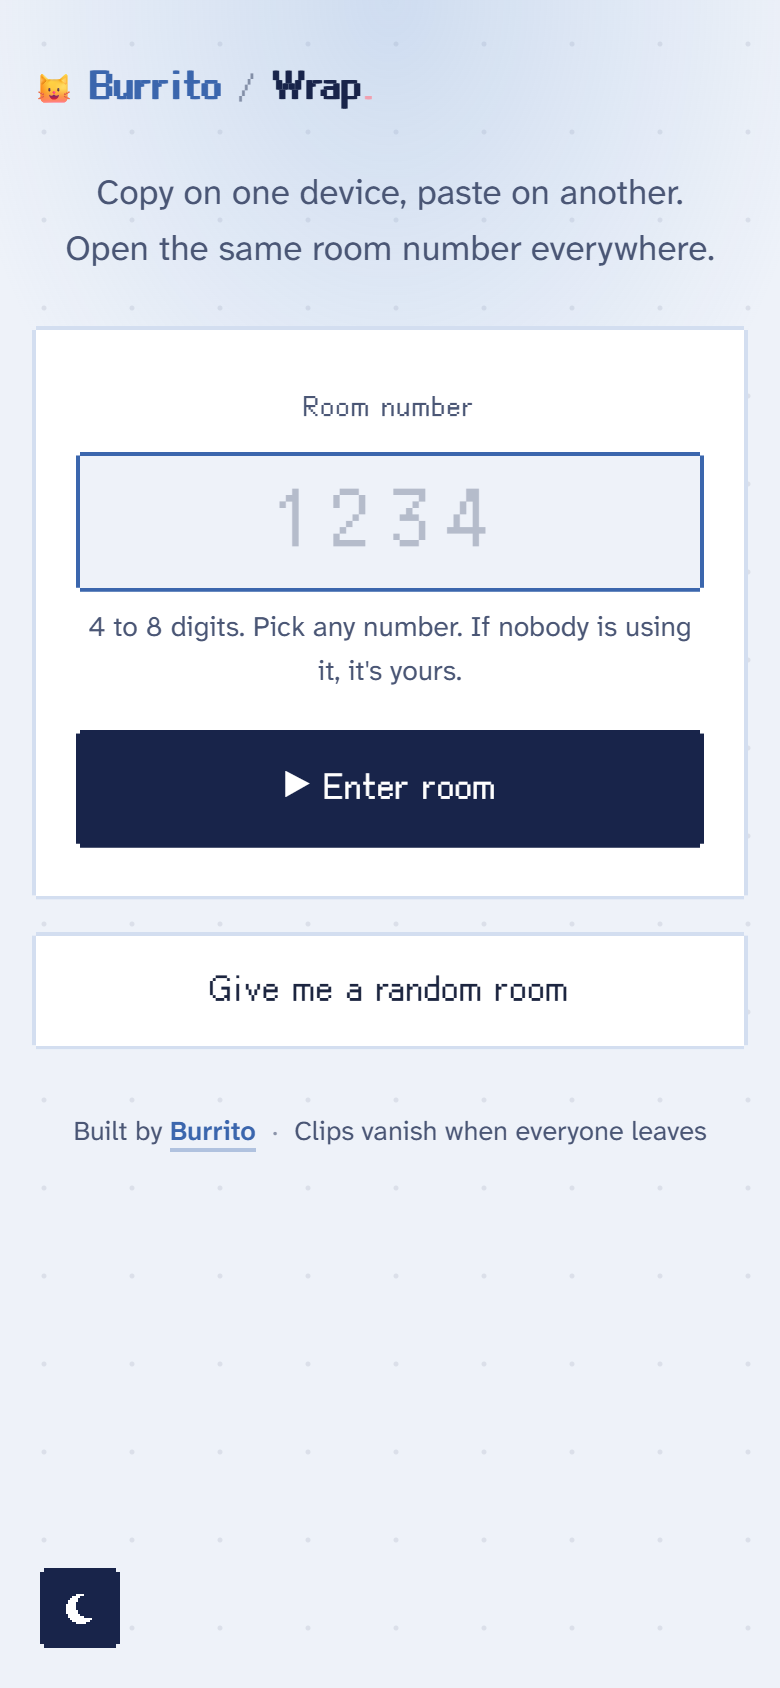 Burrito / Wrap_
Copy on one device, paste on another.
Open the same room number everywhere.
Room number
1234
4 to 8 digits. Pick any number. If nobody is using
it, it's yours.
▶ Enter room
Give me a random room
Built by Burrito · Clips vanish when everyone leaves